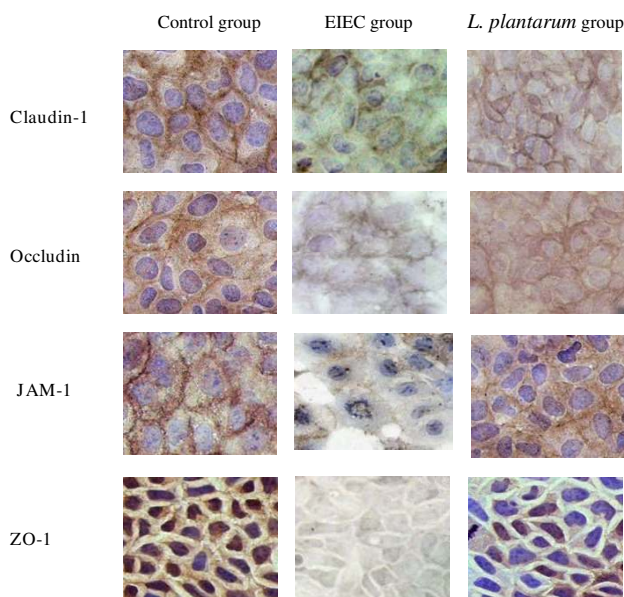 Control group EIEC group L. plantarum group
Claudin-1
Occludin
JAM-1
ZO-1